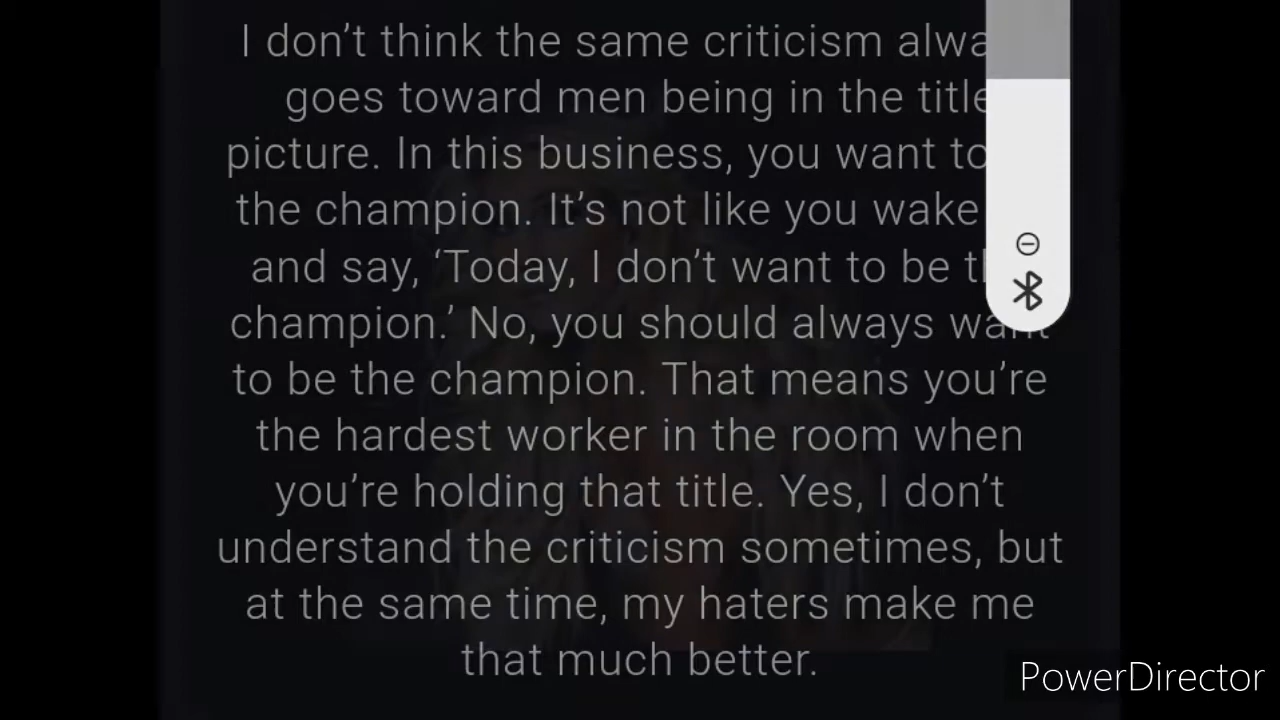 I don’t think the same criticism alwa
goes toward men being in the title
picture. In this business, you want to
the champion. It’s not like you wake
and say, ‘Today, I don’t want to be t
champion.’ No, you should always want
to be the champion. That means you’re
the hardest worker in the room when
you’re holding that title. Yes, I don’t
understand the criticism sometimes, but
at the same time, my haters make me
that much better.
PowerDirector